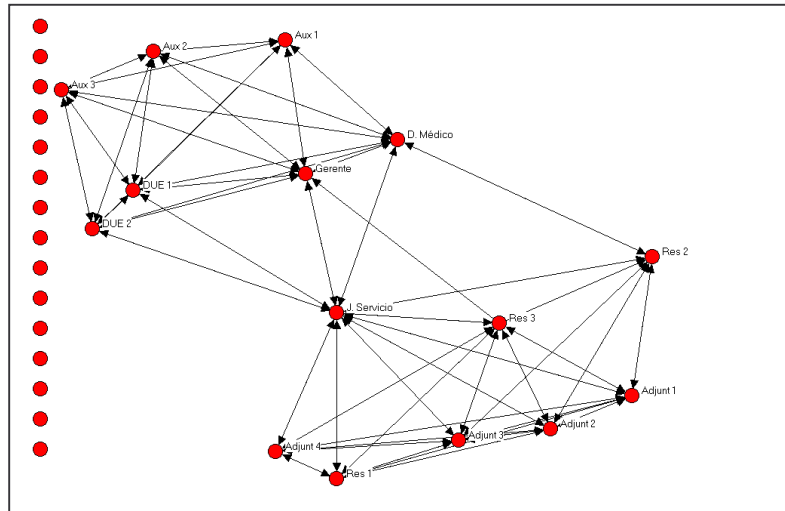 Aux 1
Aux 2
Aux 3
D. Médico
Gerente
DUE 1
DUE 2
Res 2
J. Servicio
Res 3
Adjunt 1
Adjunt 2
Adjunt 3
Adjunt 4
Res 1